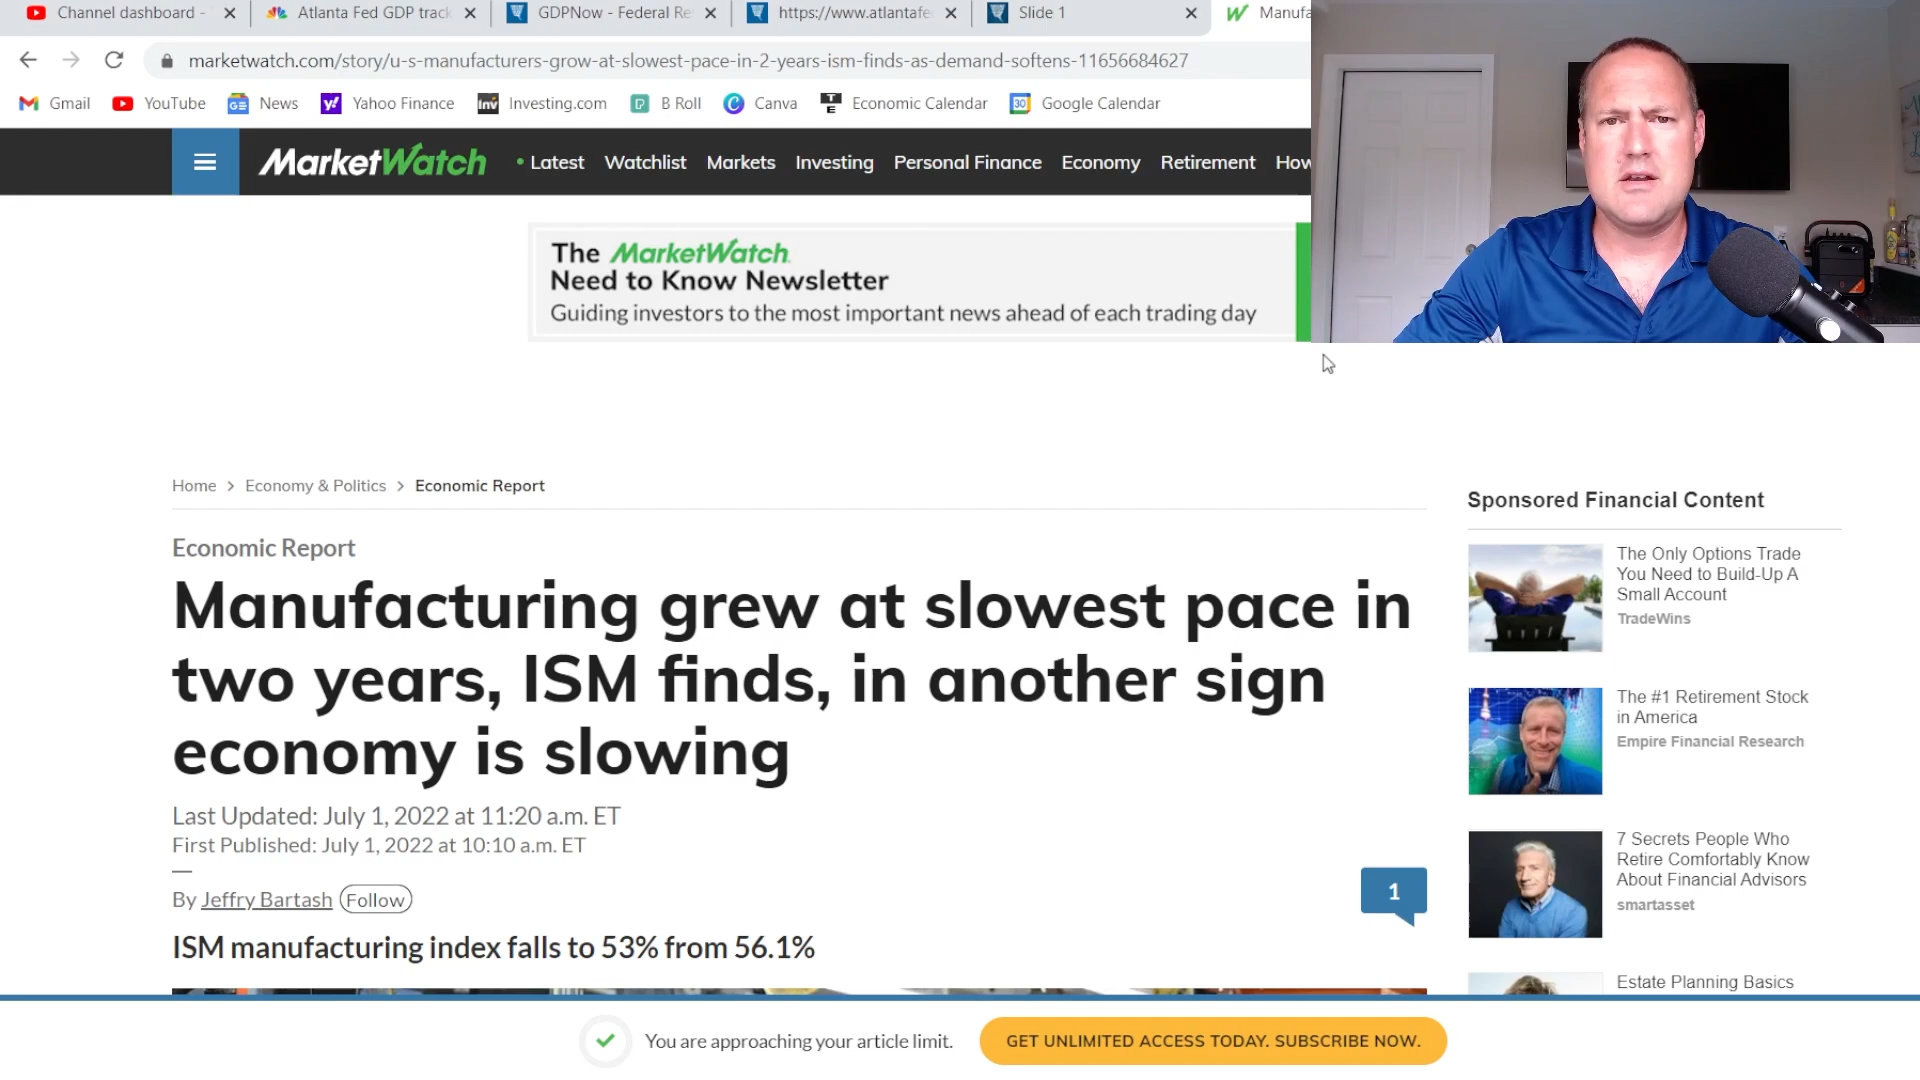 Channel dashboard -
Atlanta Fed GDP track
GDPNow - Federal Re
https://www.atlantafe
Slide 1
Manufa
marketwatch.com/story/u-s-manufacturers-grow-at-slowest-pace-in-2-years-ism-finds-as-demand-softens-11656684627
Gmail
YouTube
News
Yahoo Finance
Investing.com
B Roll
Canva
Economic Calendar
Google Calendar
MarketWatch
Latest
Watchlist
Markets
Investing
Personal Finance
Economy
Retirement
How
The MarketWatch
Need to Know Newsletter
Guiding investors to the most important news ahead of each trading day
Home > Economy & Politics > Economic Report
Economic Report
Manufacturing grew at slowest pace in
two years, ISM finds, in another sign
economy is slowing
Last Updated: July 1, 2022 at 11:20 a.m. ET
First Published: July 1, 2022 at 10:10 a.m. ET
By Jeffry Bartash
Follow
1
ISM manufacturing index falls to 53% from 56.1%
Sponsored Financial Content
The Only Options Trade
You Need to Build-Up A
Small Account
TradeWins
The #1 Retirement Stock
in America
Empire Financial Research
7 Secrets People Who
Retire Comfortably Know
About Financial Advisors
smartasset
Estate Planning Basics
You are approaching your article limit.
GET UNLIMITED ACCESS TODAY. SUBSCRIBE NOW.